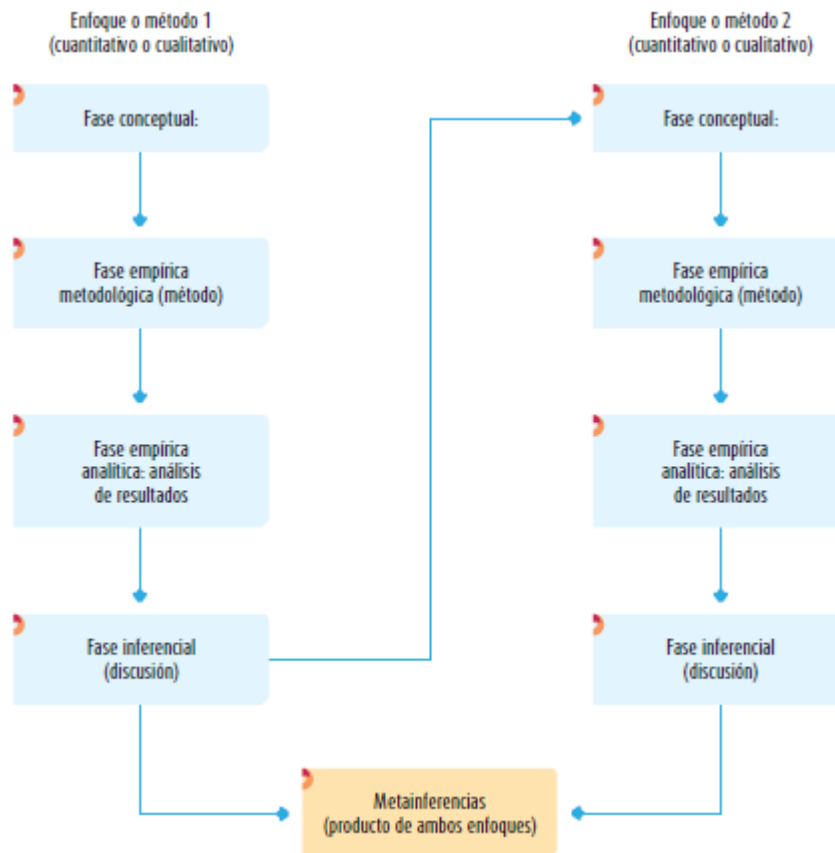 Enfoque o método 1
(cuantitativo o cualitativo)
Fase conceptual:
Fase empírica
metodológica (método)
Fase empírica
analítica: análisis
de resultados
Fase inferencial
(discusión)
Enfoque o método 2
(cuantitativo o cualitativo)
Fase conceptual:
Fase empírica
metodológica (método)
Fase empírica
analítica: análisis
de resultados
Fase inferencial
(discusión)
Metainferencias
(producto de ambos enfoques)